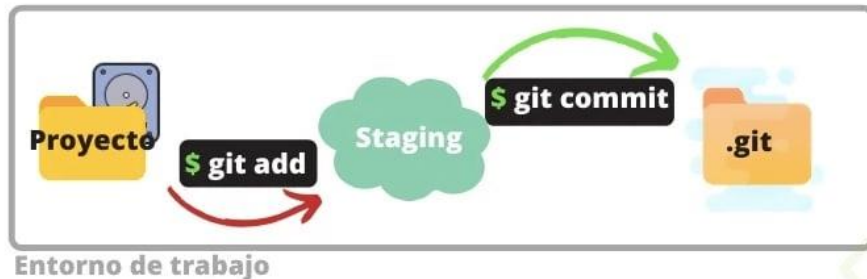 Proyecto
$ git add
Staging
$ git commit
.git
Entorno de trabajo